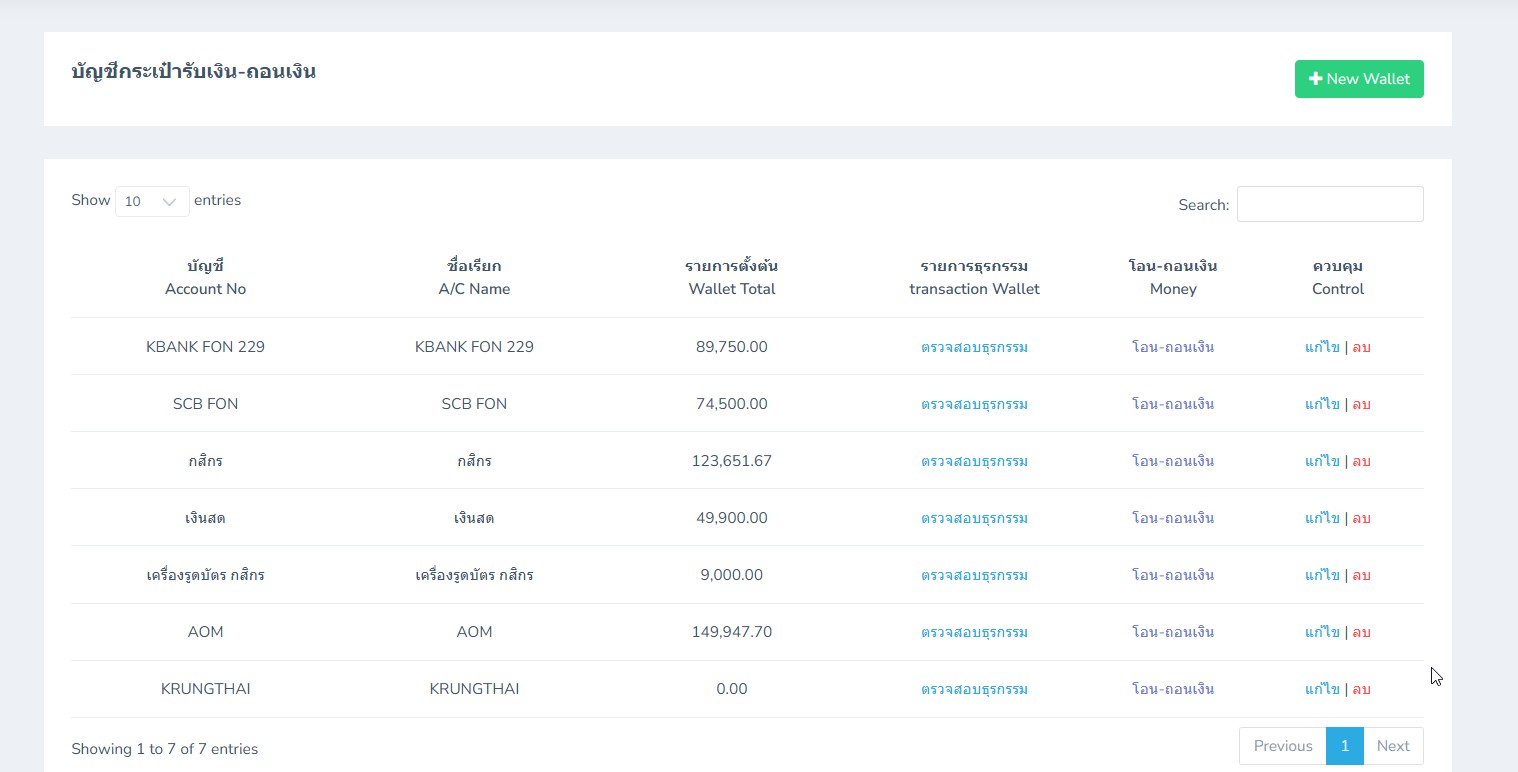 บัญชีกระเป๋ารับเงิน-ถอนเงิน
New Wallet
Show 10 entries
Search:
บัญชี ชื่อเรียก รายการตั้งต้น รายการธุรกรรม โอน-ถอนเงิน ควบคุม
Account No A/C Name Wallet Total transaction Wallet Money Control
KBANK FON 229 KBANK FON 229 89,750.00 ตรวจสอบธุรกรรม โอน-ถอนเงิน แก้ไข | ลบ
SCB FON SCB FON 74,500.00 ตรวจสอบธุรกรรม โอน-ถอนเงิน แก้ไข | ลบ
กสิกร กสิกร 123,651.67 ตรวจสอบธุรกรรม โอน-ถอนเงิน แก้ไข | ลบ
เงินสด เงินสด 49,900.00 ตรวจสอบธุรกรรม โอน-ถอนเงิน แก้ไข | ลบ
เครื่องรูดบัตร กสิกร เครื่องรูดบัตร กสิกร 9,000.00 ตรวจสอบธุรกรรม โอน-ถอนเงิน แก้ไข | ลบ
AOM AOM 149,947.70 ตรวจสอบธุรกรรม โอน-ถอนเงิน แก้ไข | ลบ
KRUNGTHAI KRUNGTHAI 0.00 ตรวจสอบธุรกรรม โอน-ถอนเงิน แก้ไข | ลบ
Showing 1 to 7 of 7 entries
Previous 1 Next